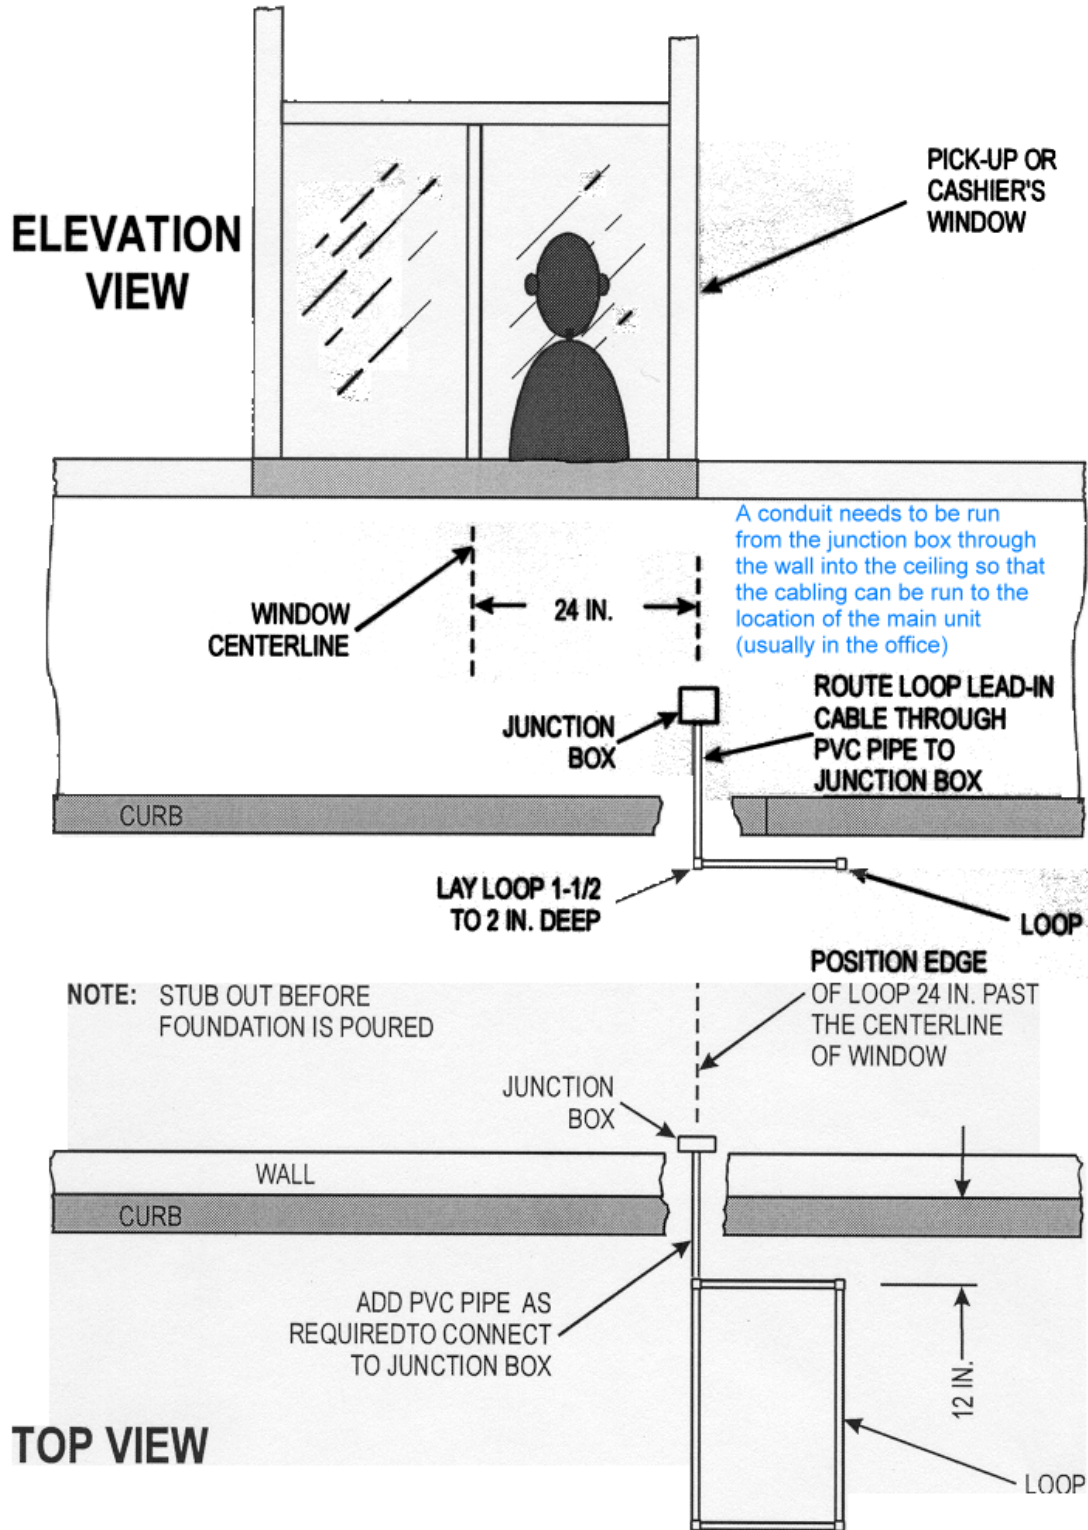 ELEVATION
VIEW
PICK-UP OR
CASHIER'S
WINDOW
A conduit needs to be run
from the junction box through
the wall into the ceiling so that
the cabling can be run to the
location of the main unit
(usually in the office)
WINDOW
CENTERLINE
24 IN.
JUNCTION
BOX
ROUTE LOOP LEAD-IN
CABLE THROUGH
PVC PIPE TO
JUNCTION BOX
CURB
LAY LOOP 1-1/2
TO 2 IN. DEEP
LOOP
POSITION EDGE
OF LOOP 24 IN. PAST
THE CENTERLINE
OF WINDOW
NOTE: STUB OUT BEFORE
FOUNDATION IS POURED
JUNCTION
BOX
WALL
CURB
ADD PVC PIPE AS
REQUIREDTO CONNECT
TO JUNCTION BOX
12 IN.
TOP VIEW
LOOP